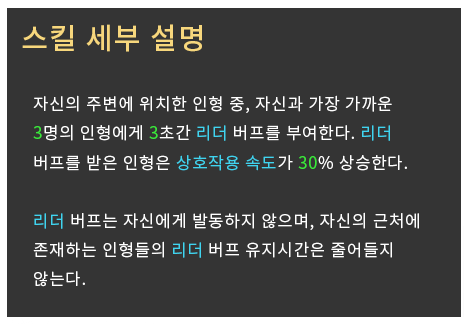 스킬 세부 설명
자신의 주변에 위치한 인형 중, 자신과 가장 가까운
3명의 인형에게 3초간 리더 버프를 부여한다. 리더
버프를 받은 인형은 상호작용 속도가 30% 상승한다.
리더 버프는 자신에게 발동하지 않으며, 자신의 근처에
존재하는 인형들의 리더 버프 유지시간은 줄어들지
않는다.